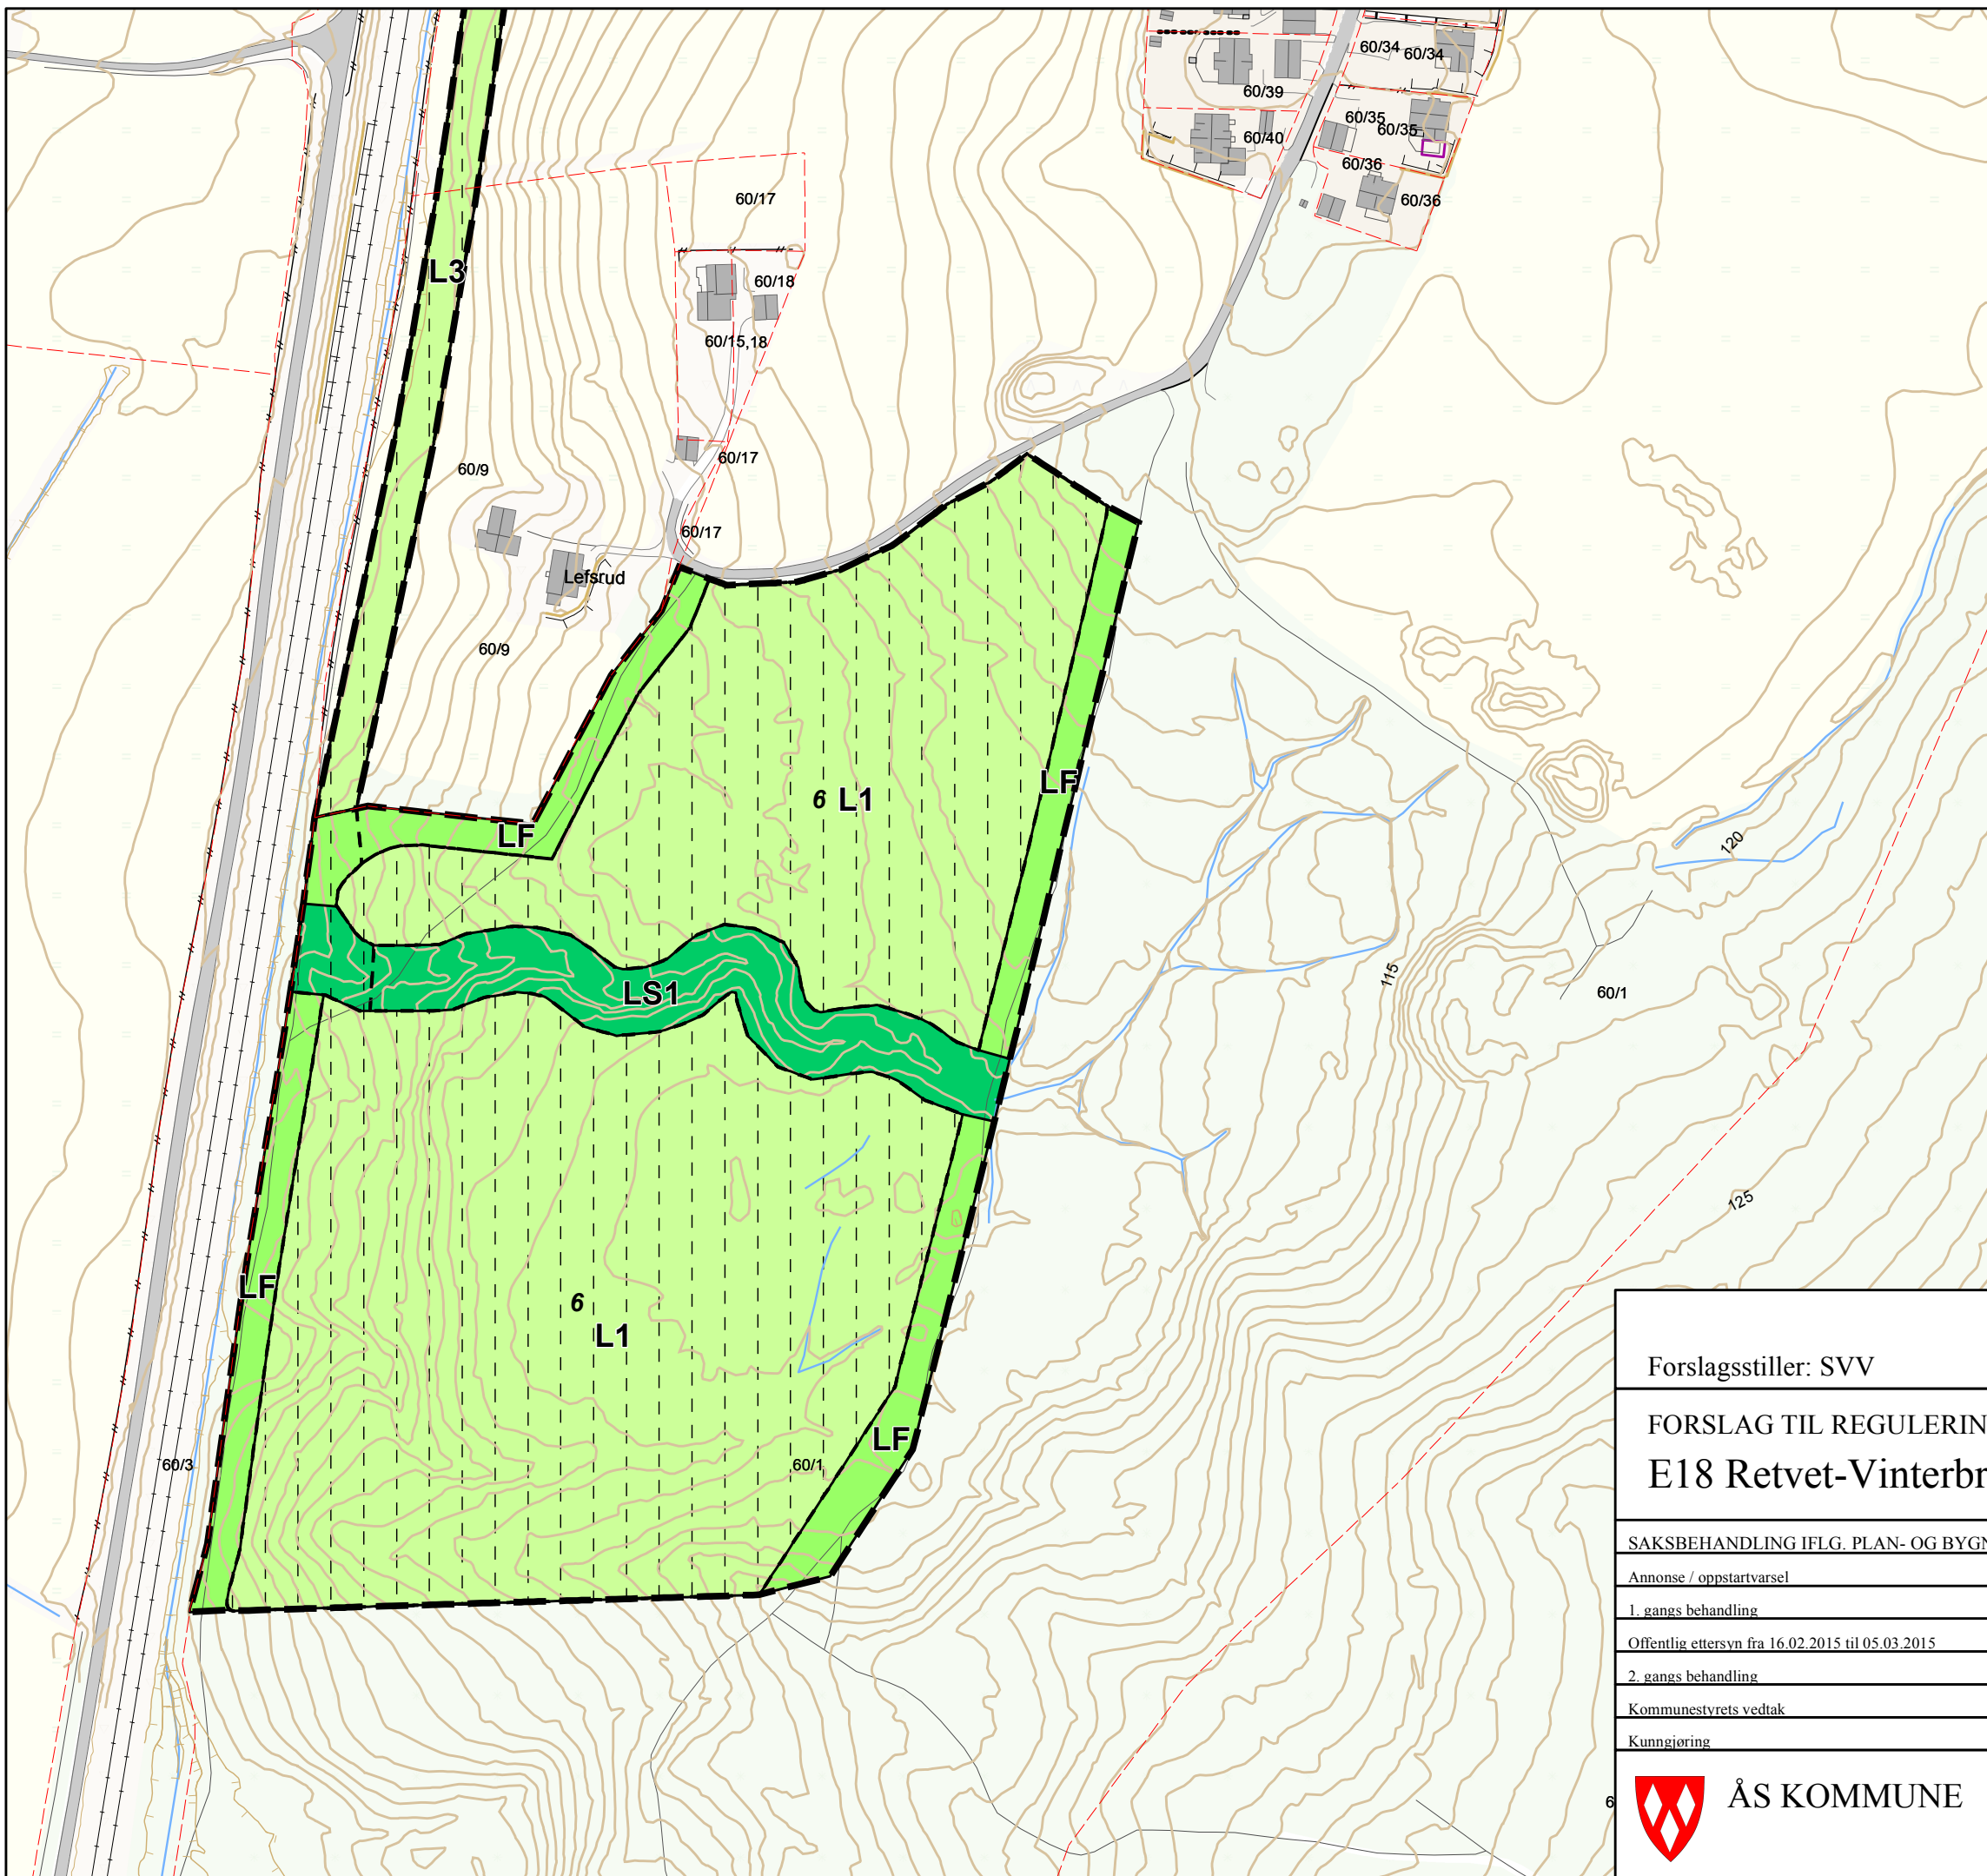 60/34
60/34
60/39
60/35
60/35
60/40
60/36
60/36
60/17
L3
60/18
60/15,18
60/17
60/9
60/17
Lefsrud
60/9
LF
6 L1
LF
120
115
LS1
60/1
125
LF
6
L1
LF
60/3
60/1
Forslagsstiller: SVV
FORSLAG TIL REGULERIN
E18 Retvet-Vinterbr
SAKSBEHANDLING IFLG. PLAN- OG BYGN
Annonse / oppstartvarsel
1. gangs behandling
Offentlig ettersyn fra 16.02.2015 til 05.03.2015
2. gangs behandling
Kommunestyrets vedtak
Kunngjøring
6
ÅS KOMMUNE